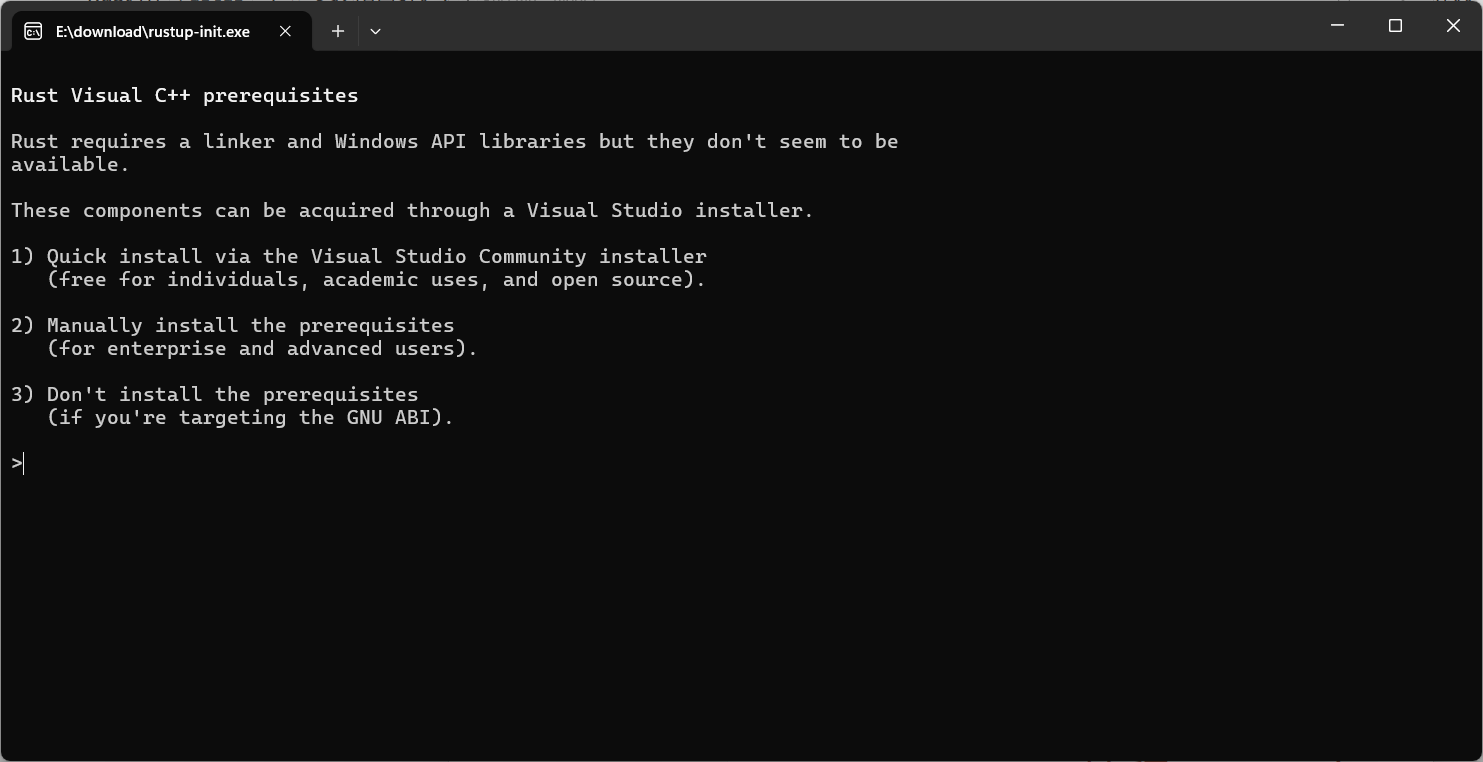 E:\download\rustup-init.exe
Rust Visual C++ prerequisites
Rust requires a linker and Windows API libraries but they don't seem to be
available.
These components can be acquired through a Visual Studio installer.
1) Quick install via the Visual Studio Community installer
(free for individuals, academic uses, and open source).
2) Manually install the prerequisites
(for enterprise and advanced users).
3) Don't install the prerequisites
(if you're targeting the GNU ABI).
>